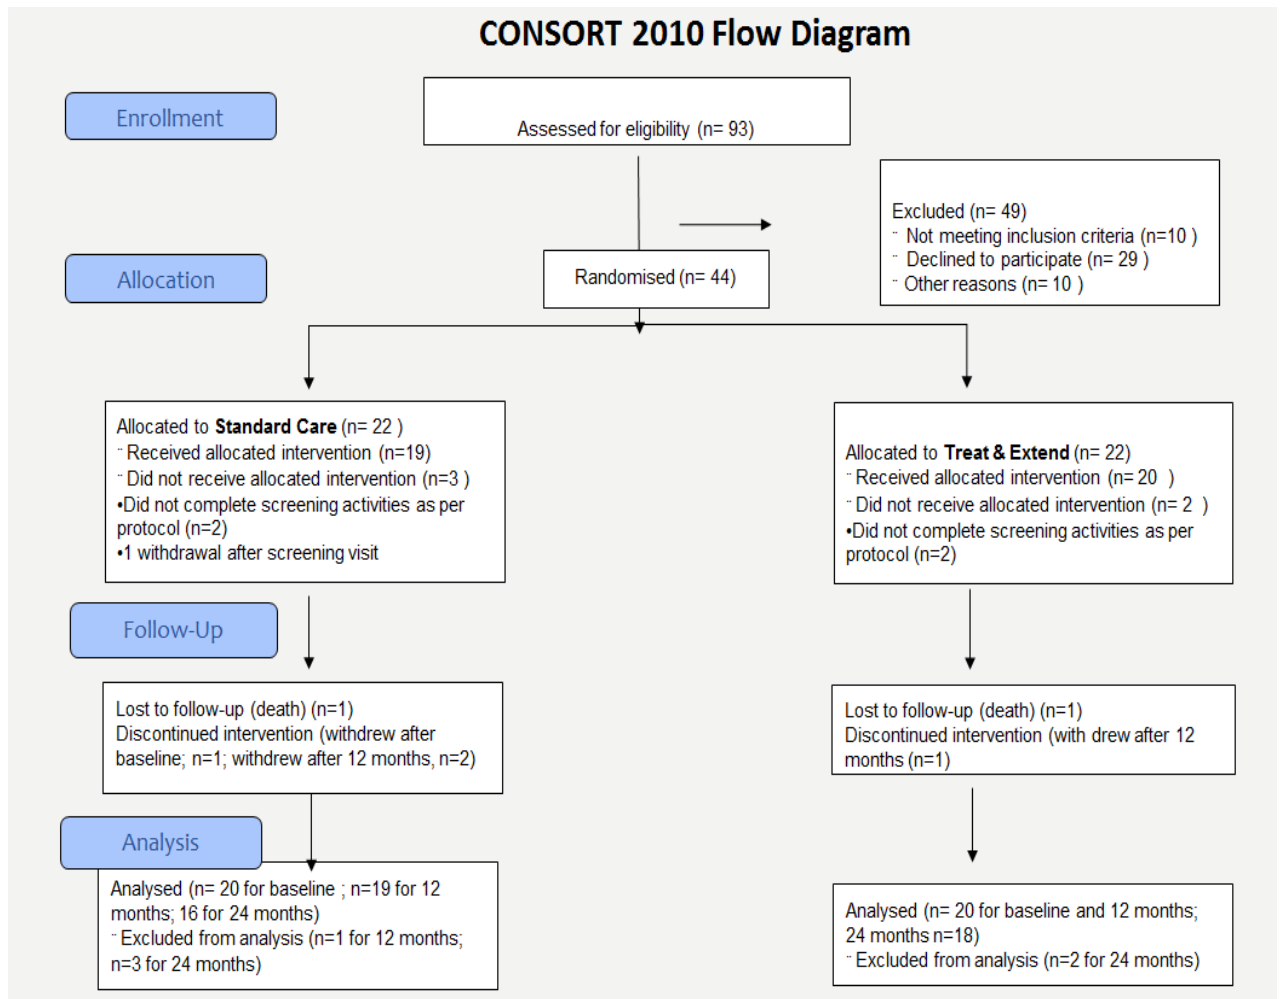 CONSORT 2010 Flow Diagram
Enrollment
Assessed for eligibility (n= 93)
Excluded (n= 49)
¨ Not meeting inclusion criteria (n=10 )
¨ Declined to participate (n= 29 )
¨ Other reasons (n= 10 )
Allocation
Randomised (n= 44)
Allocated to Standard Care (n= 22 )
¨ Received allocated intervention (n=19)
¨ Did not receive allocated intervention (n=3 )
•Did not complete screening activities as per
protocol (n=2)
•1 withdrawal after screening visit
Allocated to Treat & Extend (n= 22)
¨ Received allocated intervention (n= 20  )
¨ Did not receive allocated intervention (n= 2  )
•Did not complete screening activities as per
protocol (n=2)
Follow-Up
Lost to follow-up (death) (n=1)
Discontinued intervention (withdrew after
baseline; n=1; withdrew after 12 months, n=2)
Lost to follow-up (death) (n=1)
Discontinued intervention (with drew after 12
months (n=1)
Analysis
Analysed (n= 20 for baseline ; n=19 for 12
months; 16 for 24 months)
¨ Excluded from analysis (n=1 for 12 months;
n=3 for 24 months)
Analysed (n= 20 for baseline and 12 months;
24 months n=18)
¨ Excluded from analysis (n=2 for 24 months)